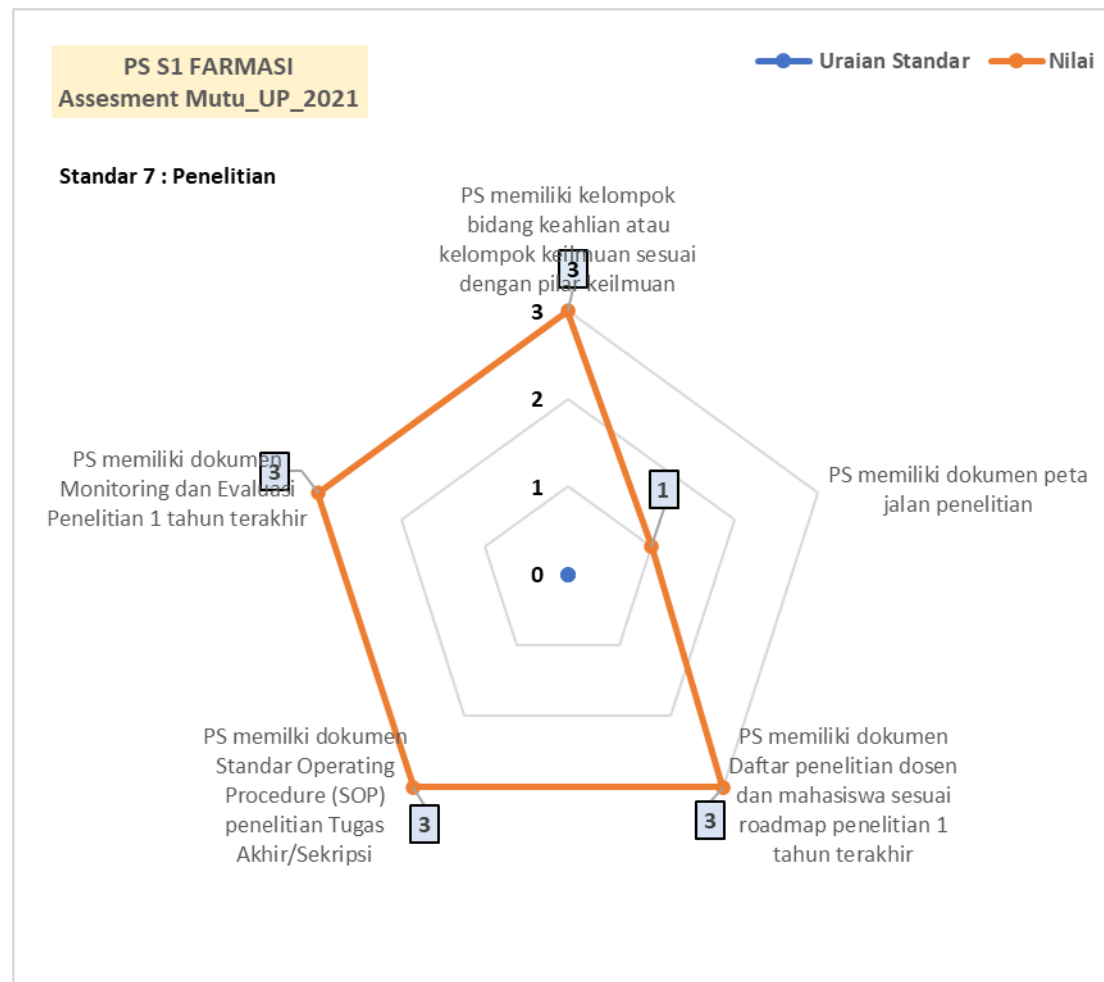 PS S1 FARMASI
Assesment Mutu_UP_2021
Uraian Standar
Nilai
Standar 7 : Penelitian
PS memiliki kelompok
bidang keahlian atau
kelompok keilmuan sesuai
dengan pilar keilmuan
3
3
2
1
0
1
PS memiliki dokumen peta
jalan penelitian
PS memiliki dokumen
Monitoring dan Evaluasi
Penelitian 1 tahun terakhir
3
PS memilki dokumen
Standar Operating
Procedure (SOP)
penelitian Tugas
Akhir/Sekripsi
3
PS memiliki dokumen
Daftar penelitian dosen
dan mahasiswa sesuai
roadmap penelitian 1
tahun terakhir
3